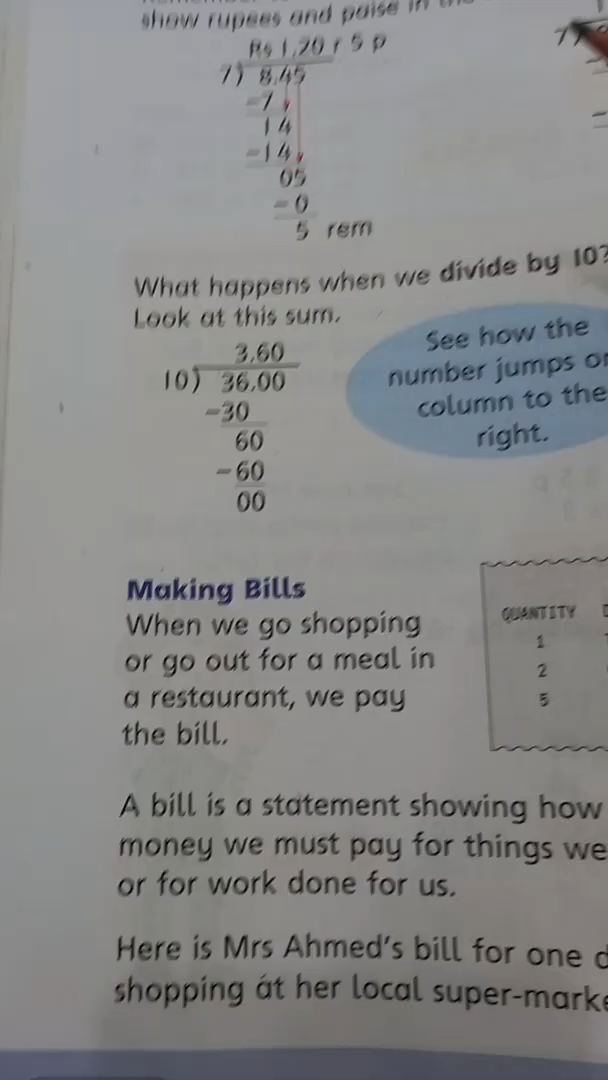 show rupees and paise in
Rs 1.20 r 5 p
7) 8.45
-7
14
-14
05
-0
5 rem
7)
What happens when we divide by 10?
Look at this sum.
3.60
10) 36.00
-30
60
-60
00
See how the
number jumps
column to the
right.
Making Bills
When we go shopping
or go out for a meal in
a restaurant, we pay
the bill.
QUANTITY
1
2
5
A bill is a statement showing how
money we must pay for things we
or for work done for us.
Here is Mrs Ahmed's bill for one
shopping at her local super-